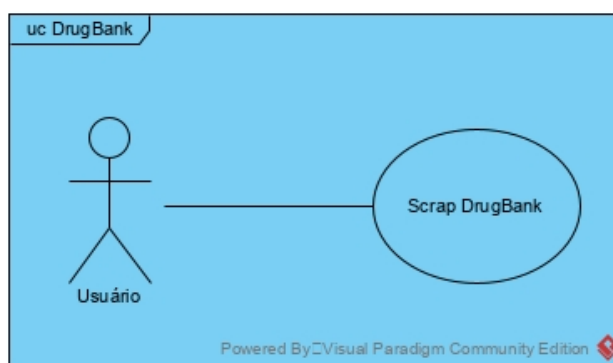 uc DrugBank
Scrap DrugBank
Usuário
Powered By Visual Paradigm Community Edition